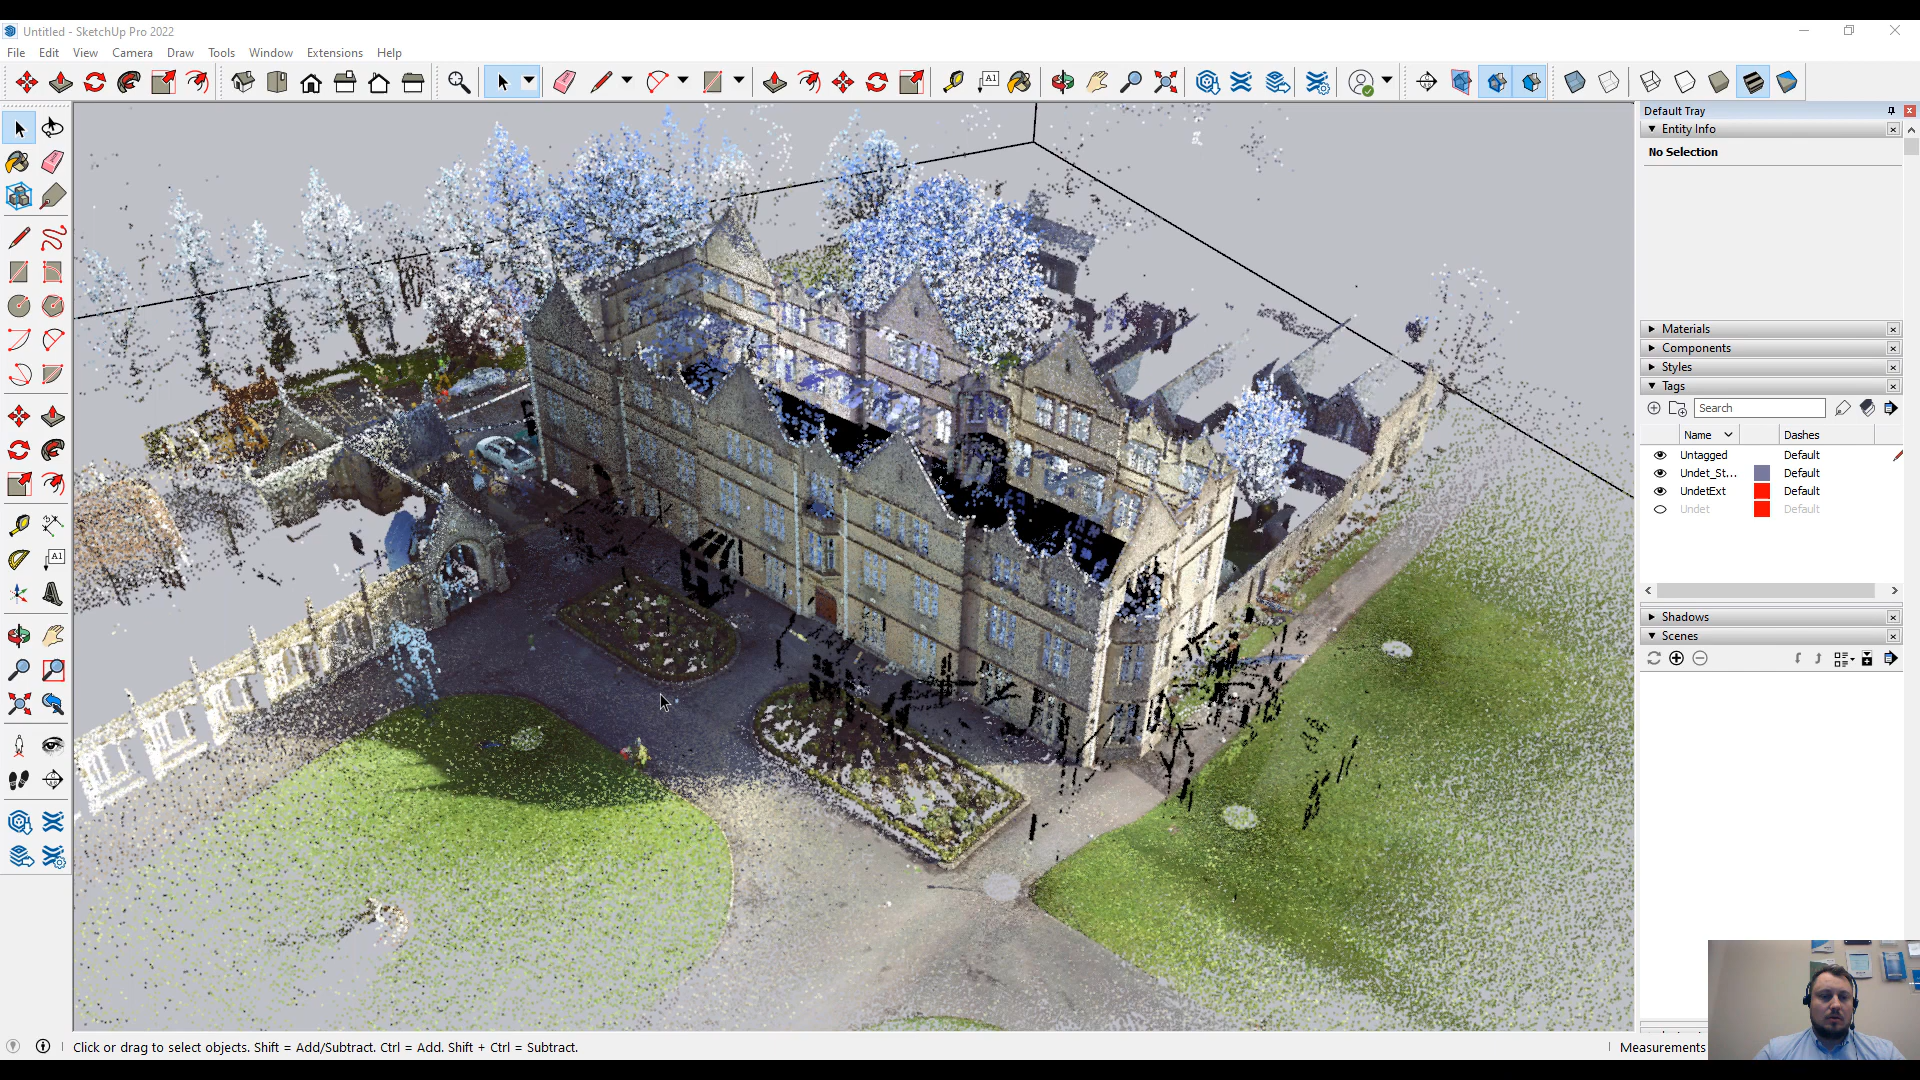 Untitled - SketchUp Pro 2022
File Edit View Camera Draw Tools Window Extensions Help
A1
Default Tray
Entity Info
No Selection
Materials
Components
Styles
Tags
Search
Name Dashes
Untagged Default
Undet_St... Default
UndetExt Default
Undet Default
Shadows
Scenes
A1
Click or drag to select objects. Shift = Add/Subtract. Ctrl = Add. Shift + Ctrl = Subtract.
Measurements